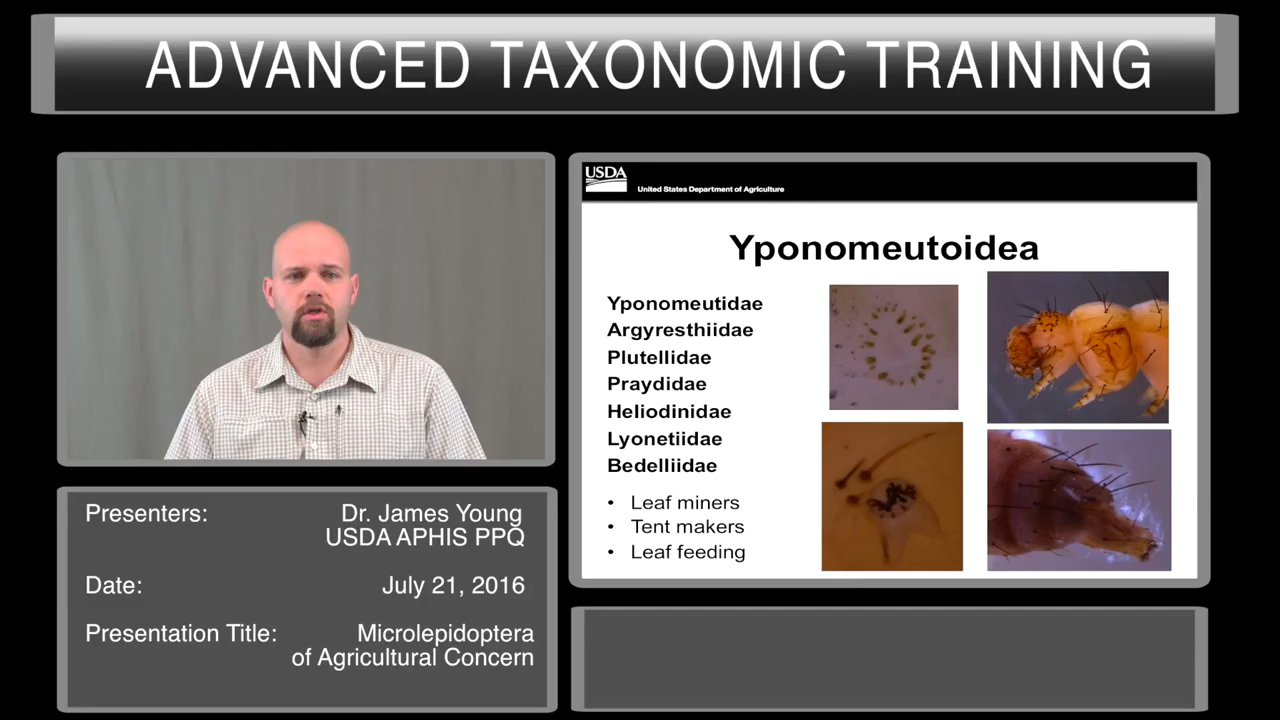 ADVANCED TAXONOMIC TRAINING
USDA
United States Department of Agriculture
Yponomeutoidea
Yponomeutidae
Argyresthiidae
Plutellidae
Praydidae
Heliodinidae
Lyonetiidae
Bedelliidae
• Leaf miners
• Tent makers
• Leaf feeding
Presenters: Dr. James Young
USDA APHIS PPQ
Date: July 21, 2016
Presentation Title: Microlepidoptera
of Agricultural Concern